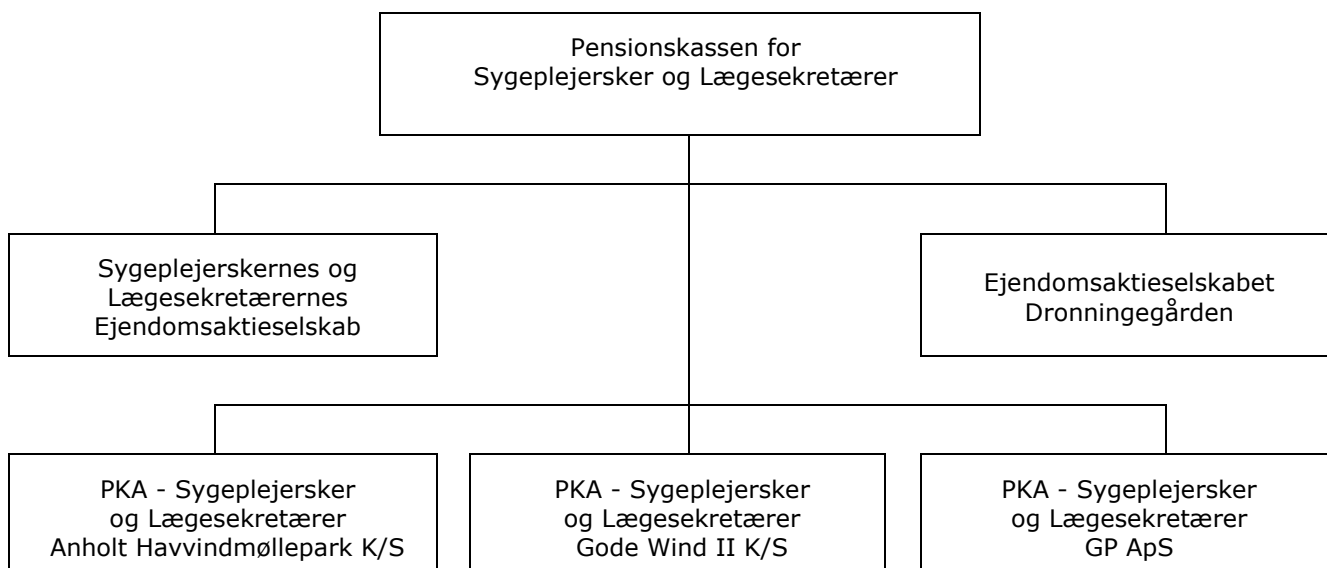 Pensionskassen for
Sygeplejersker og Lægesekretærer
Sygeplejerskernes og
Lægesekretærernes
Ejendomsaktieselskab
Ejendomsaktieselskabet
Dronningegården
PKA - Sygeplejersker
og Lægesekretærer
Anholt Havvindmøllepark K/S
PKA - Sygeplejersker
og Lægesekretærer
Gode Wind II K/S
PKA - Sygeplejersker
og Lægesekretærer
GP ApS